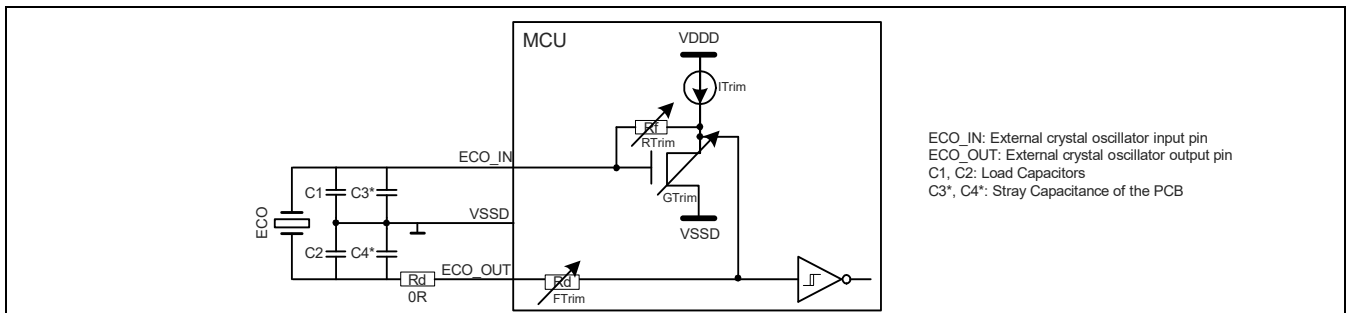 MCU
VDDD
ITrim
Rf
RTrim
ECO_IN
GTrim
C1
C3*
VSSD
VSSD
ECO
C2
C4*
Rd
0R
ECO_OUT
Rd
FTrim
ECO_IN: External crystal oscillator input pin
ECO_OUT: External crystal oscillator output pin
C1, C2: Load Capacitors
C3*, C4*: Stray Capacitance of the PCB